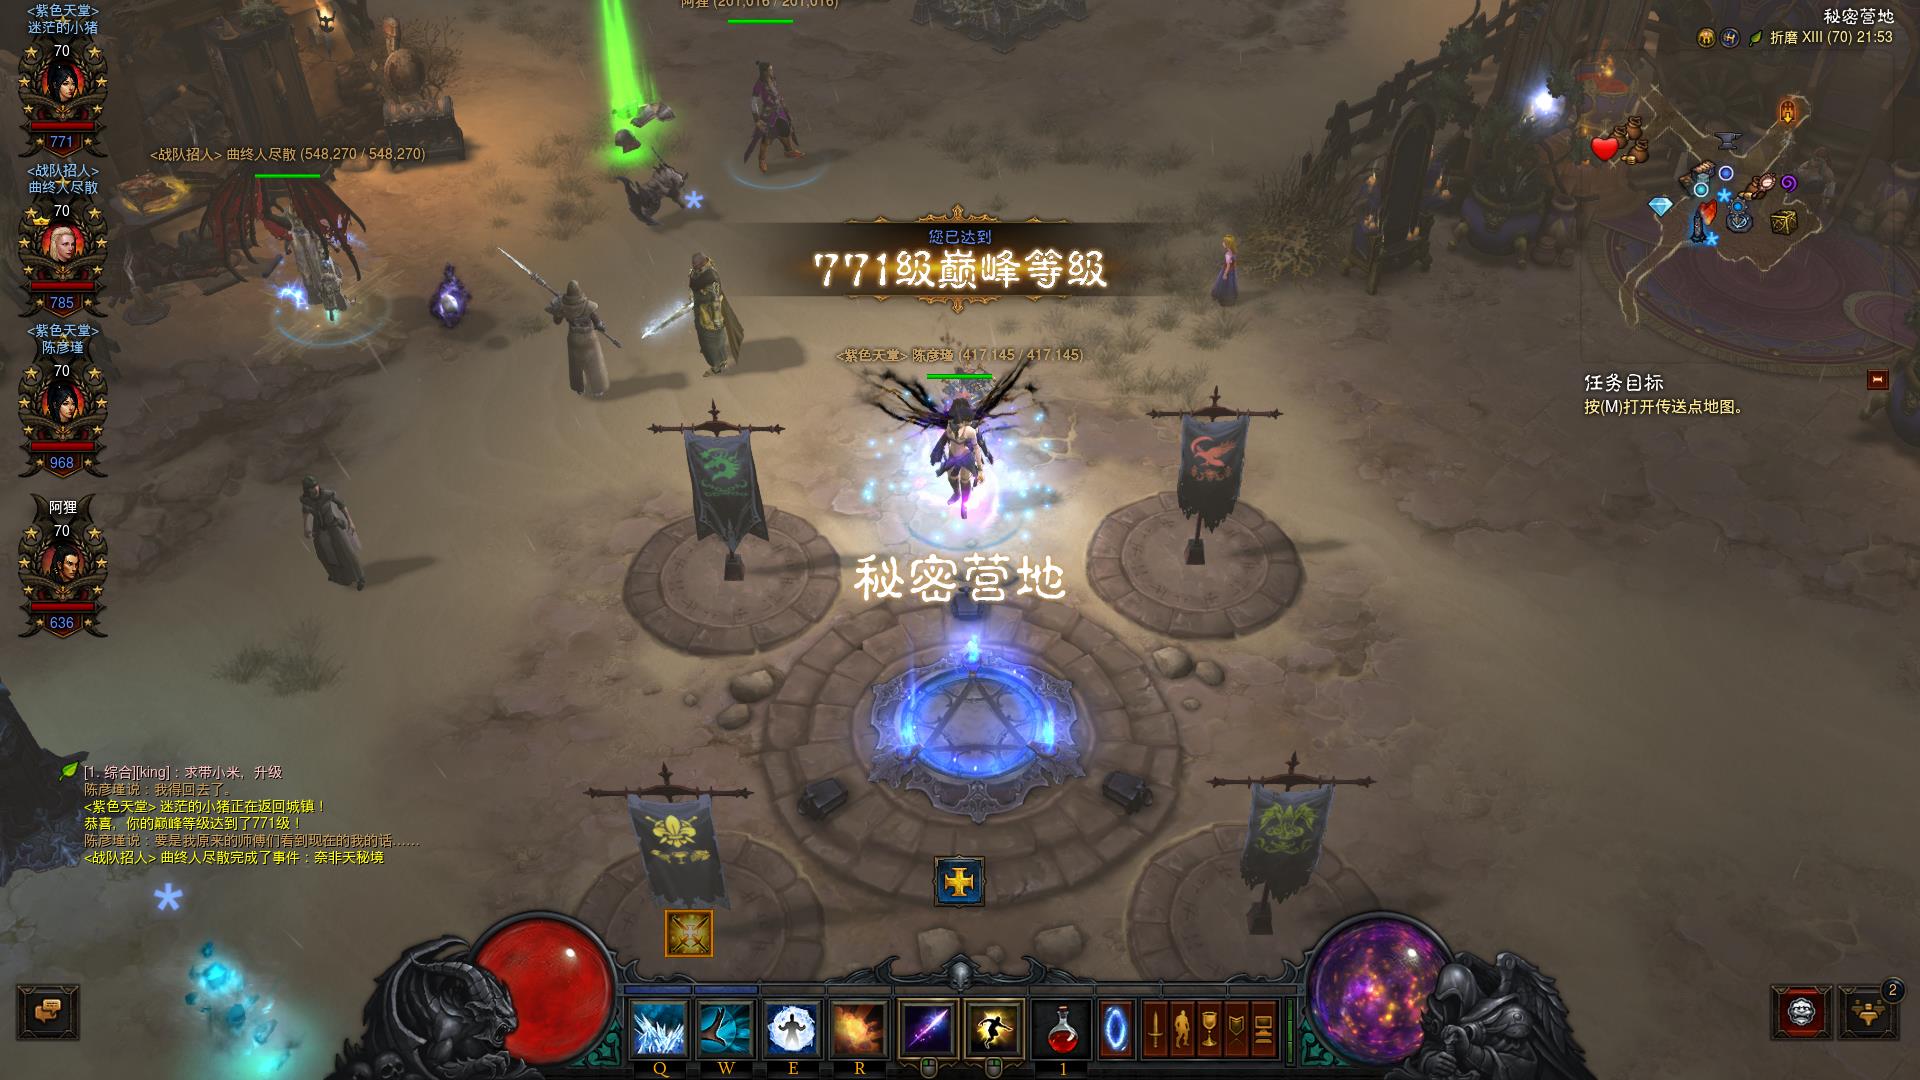 <紫色天堂>
迷茫的小猪
70
771
<战队招人>
曲终人尽散
70
785
<紫色天堂>
陈彦瑾
70
968
阿狸
70
636
阿狸 (201,016 / 201,016)
<战队招人> 曲终人尽散 (548,270 / 548,270)
您已达到
771级巅峰等级
<紫色天堂> 陈彦瑾 (417,145 / 417,145)
秘密营地
秘密营地
折磨 XIII (70) 21:53
任务目标
按(M)打开传送点地图。
[1. 综合][king]：求带小米，升级
陈彦瑾说：我得回去了。
<紫色天堂> 迷茫的小猪正在返回城镇！
恭喜，你的巅峰等级达到了771级！
陈彦瑾说：要是我原来的师傅们看到现在的我的话……
<战队招人> 曲终人尽散完成了事件：奈非天秘境
Q
W
E
R
1
2